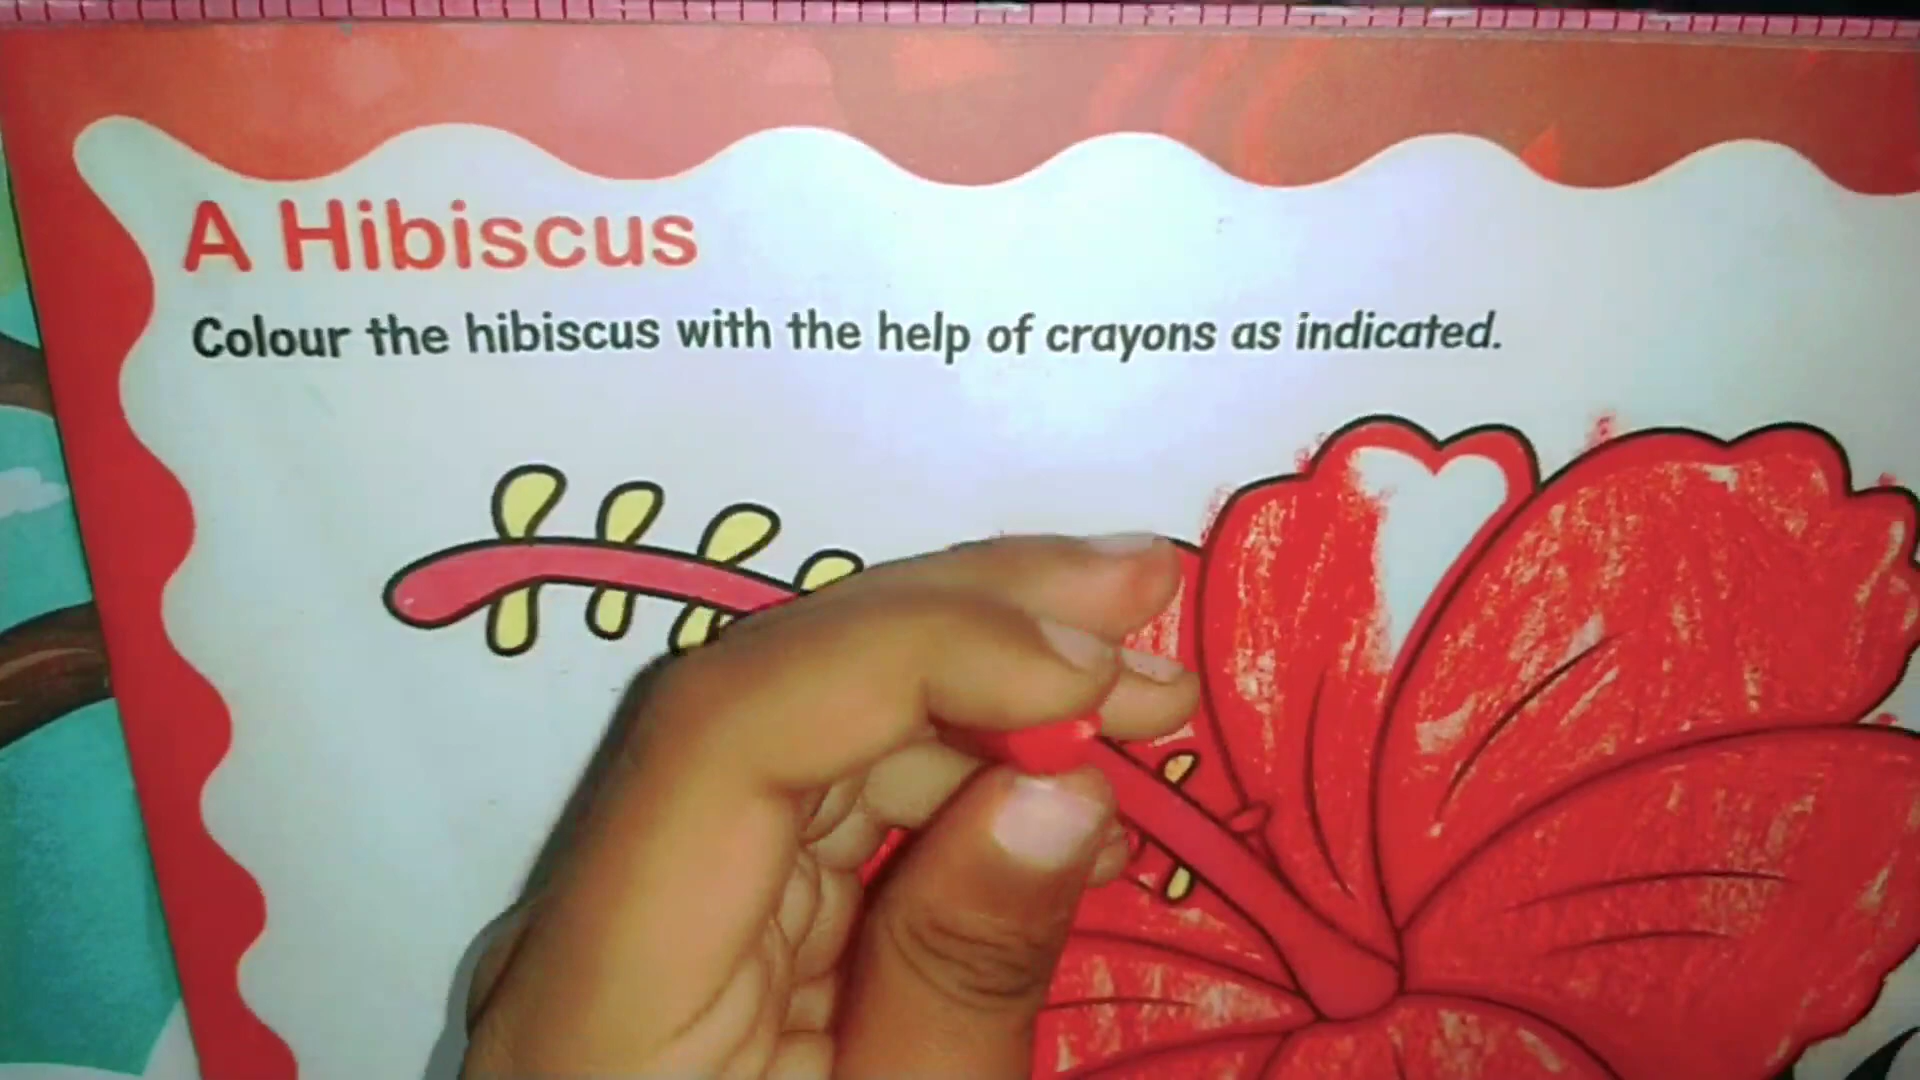 A Hibiscus
Colour the hibiscus with the help of crayons as indicated.